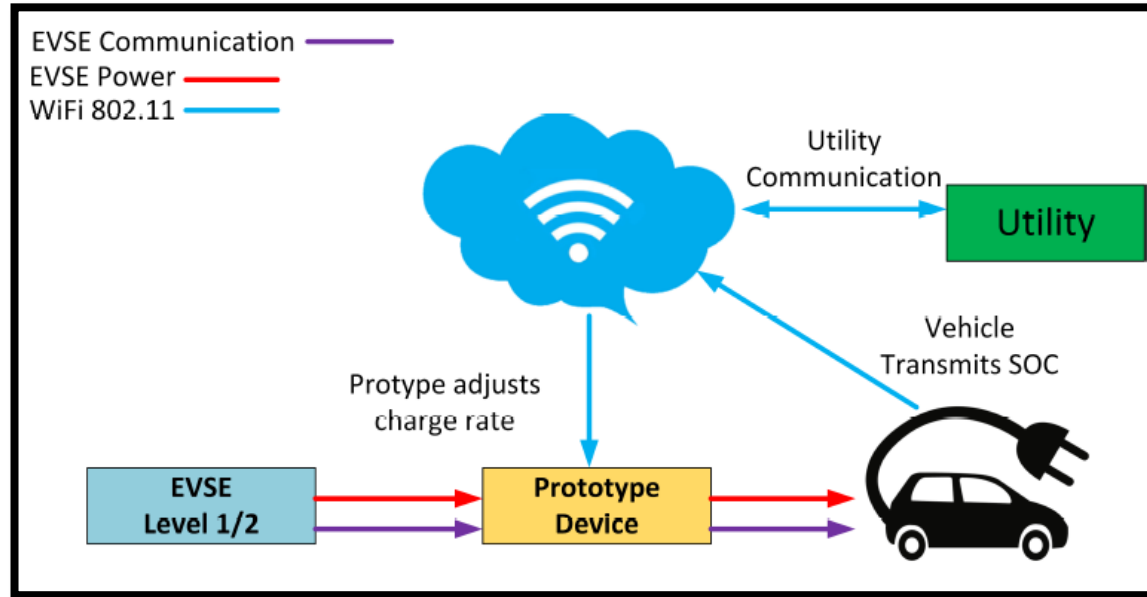 EVSE Communication
EVSE Power
WiFi 802.11
Utility
Communication
Utility
Vehicle
Transmits SOC
Protype adjusts
charge rate
EVSE
Level 1/2
Prototype
Device